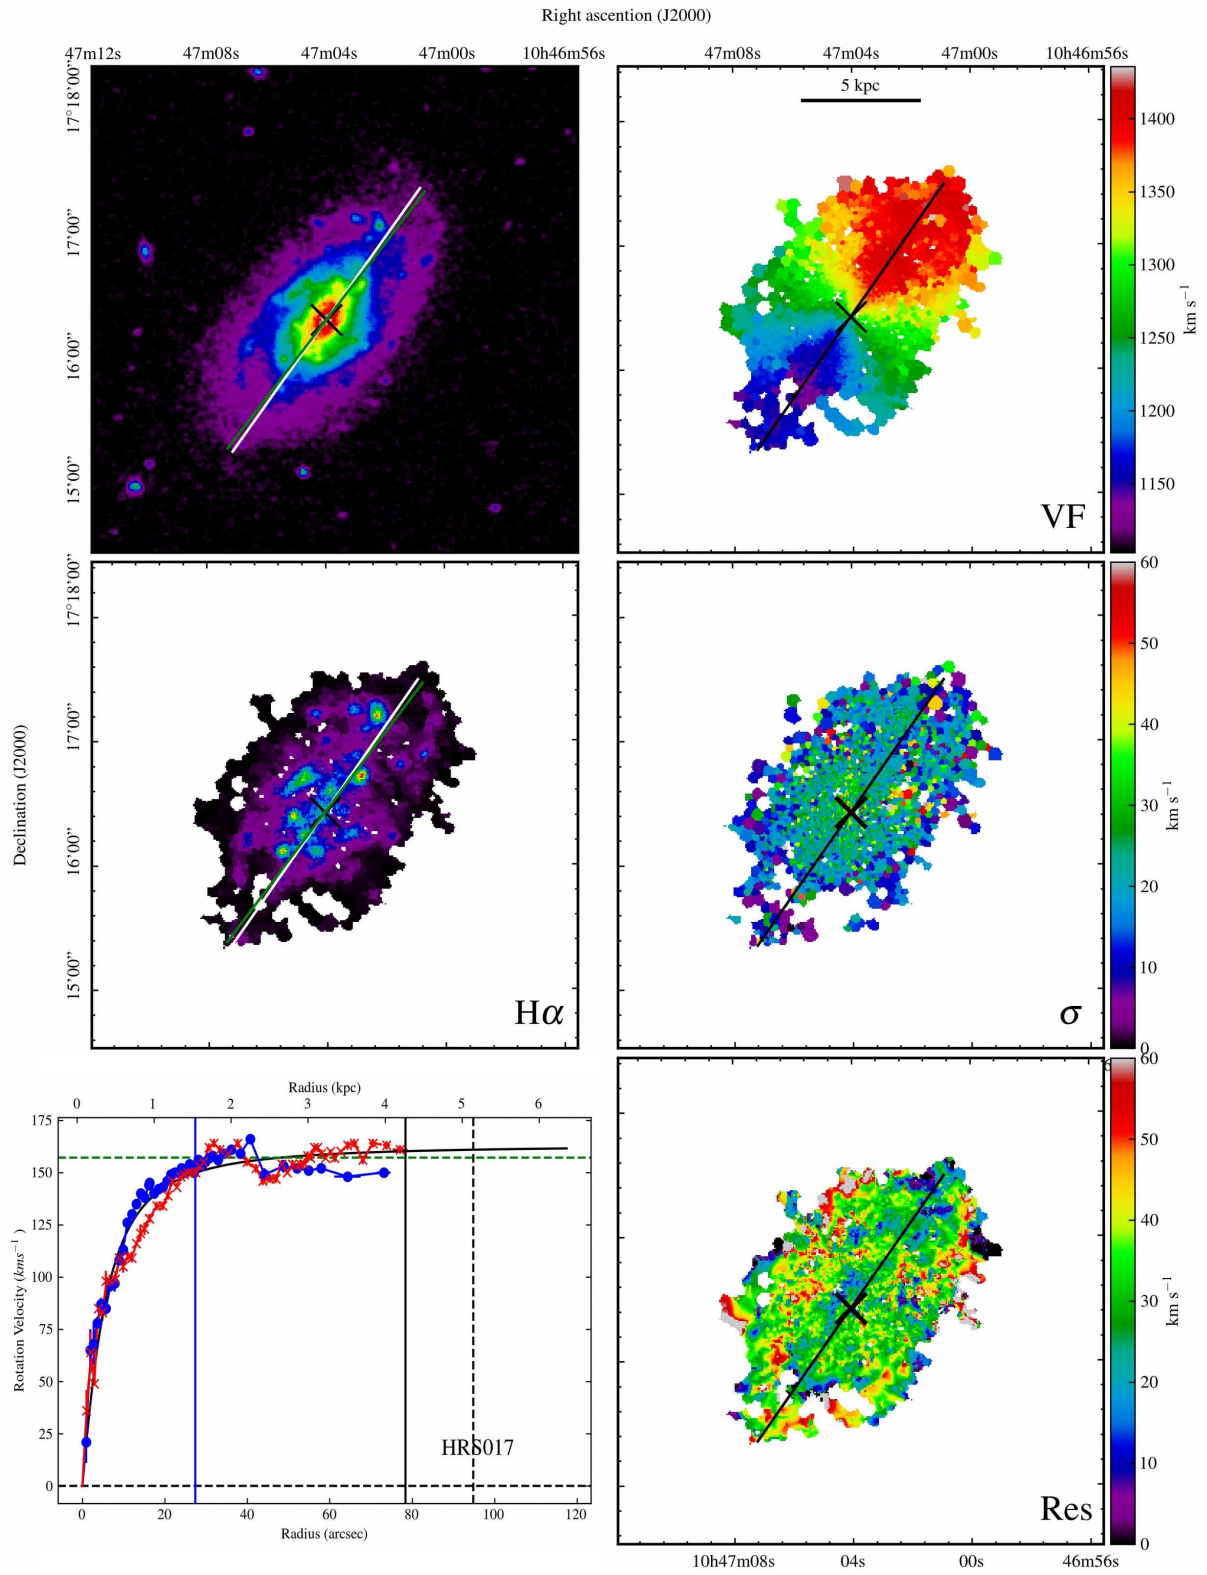 Right ascention (J2000)
47m12s 47m08s 47m04s 47m00s 10h46m56s
47m08s 47m04s 47m00s 10h46m56s
17°18'00"
17'00"
16'00"
15'00"
5 kpc
VF
1400
1350
1300
1250
1200
1150
km s−1
Declination (J2000)
17°18'00"
17'00"
16'00"
15'00"
Hα
σ
60
50
40
30
20
10
0
km s−1
Radius (kpc)
0 1 2 3 4 5 6
Rotation Velocity (kms−1 )
175
150
125
100
75
50
25
0
HRS017
0 20 40 60 80 100 120
Radius (arcsec)
6
Res
60
50
40
30
20
10
0
km s−1
10h47m08s 04s 00s 46m56s